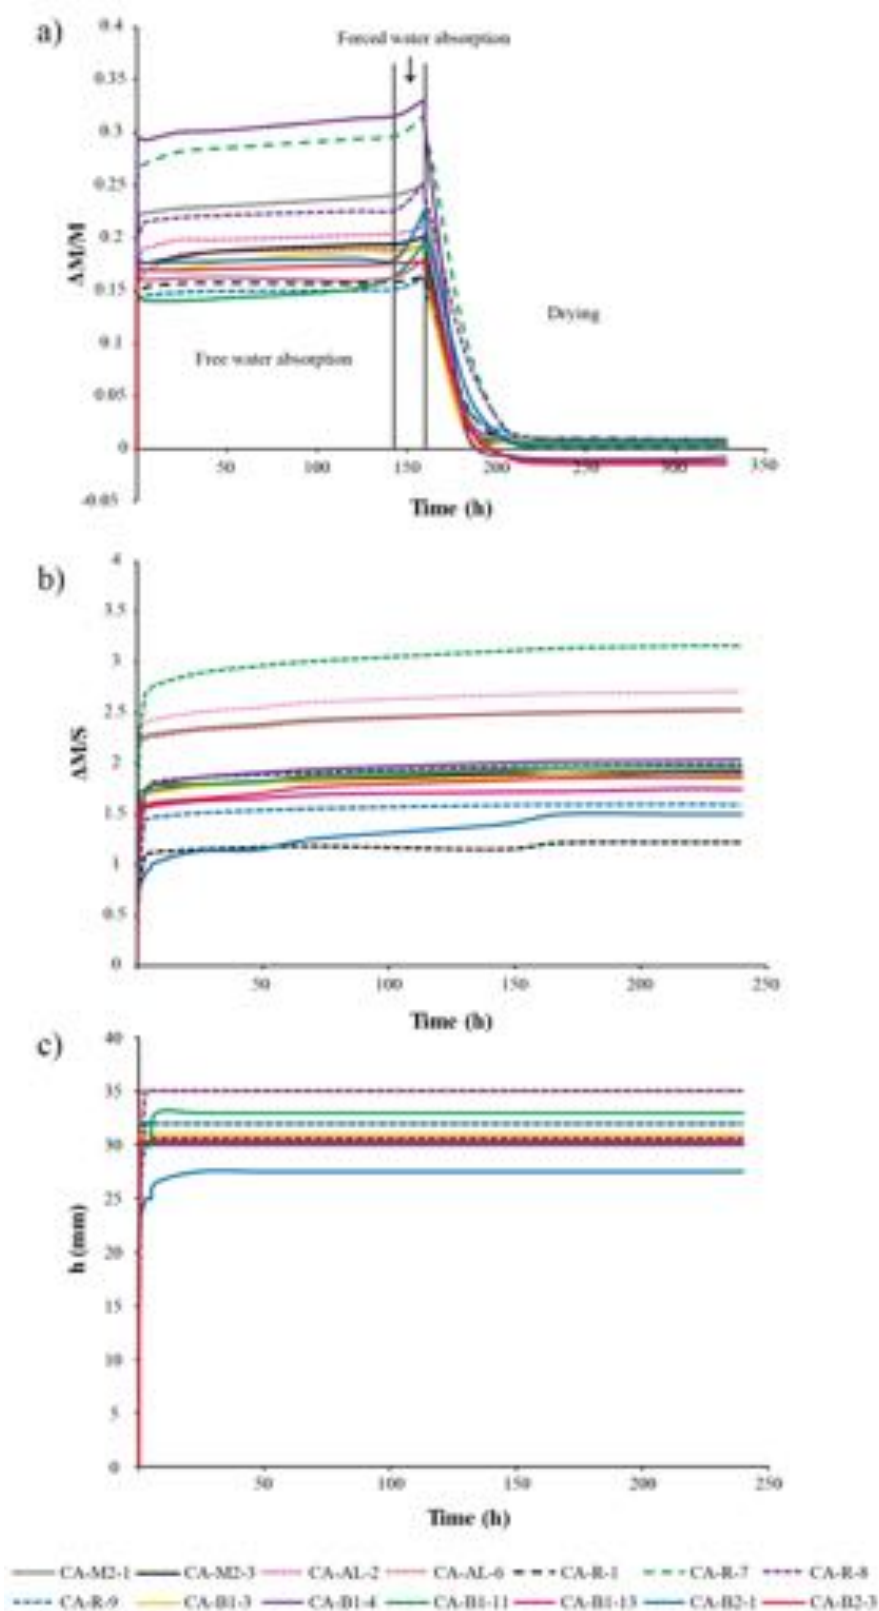 a)
0.4
Forced water absorption
0.35
0.3
0.25
0.2
0.15
0.1
0.05
0
-0.05
ΔM/M
Free water absorption
Drying
50 100 150 200 250 300 350
Time (h)
b)
4
3.5
3
2.5
2
1.5
1
0.5
0
ΔM/S
50 100 150 200 250
Time (h)
c)
40
35
30
25
20
15
10
5
0
h (mm)
50 100 150 200 250
Time (h)
CA-M2-1 CA-M2-3 CA-AL-2 CA-AL-6 CA-R-1 CA-R-7 CA-R-8
CA-R-9 CA-B1-3 CA-B1-4 CA-B1-11 CA-B1-13 CA-B2-1 CA-B2-3